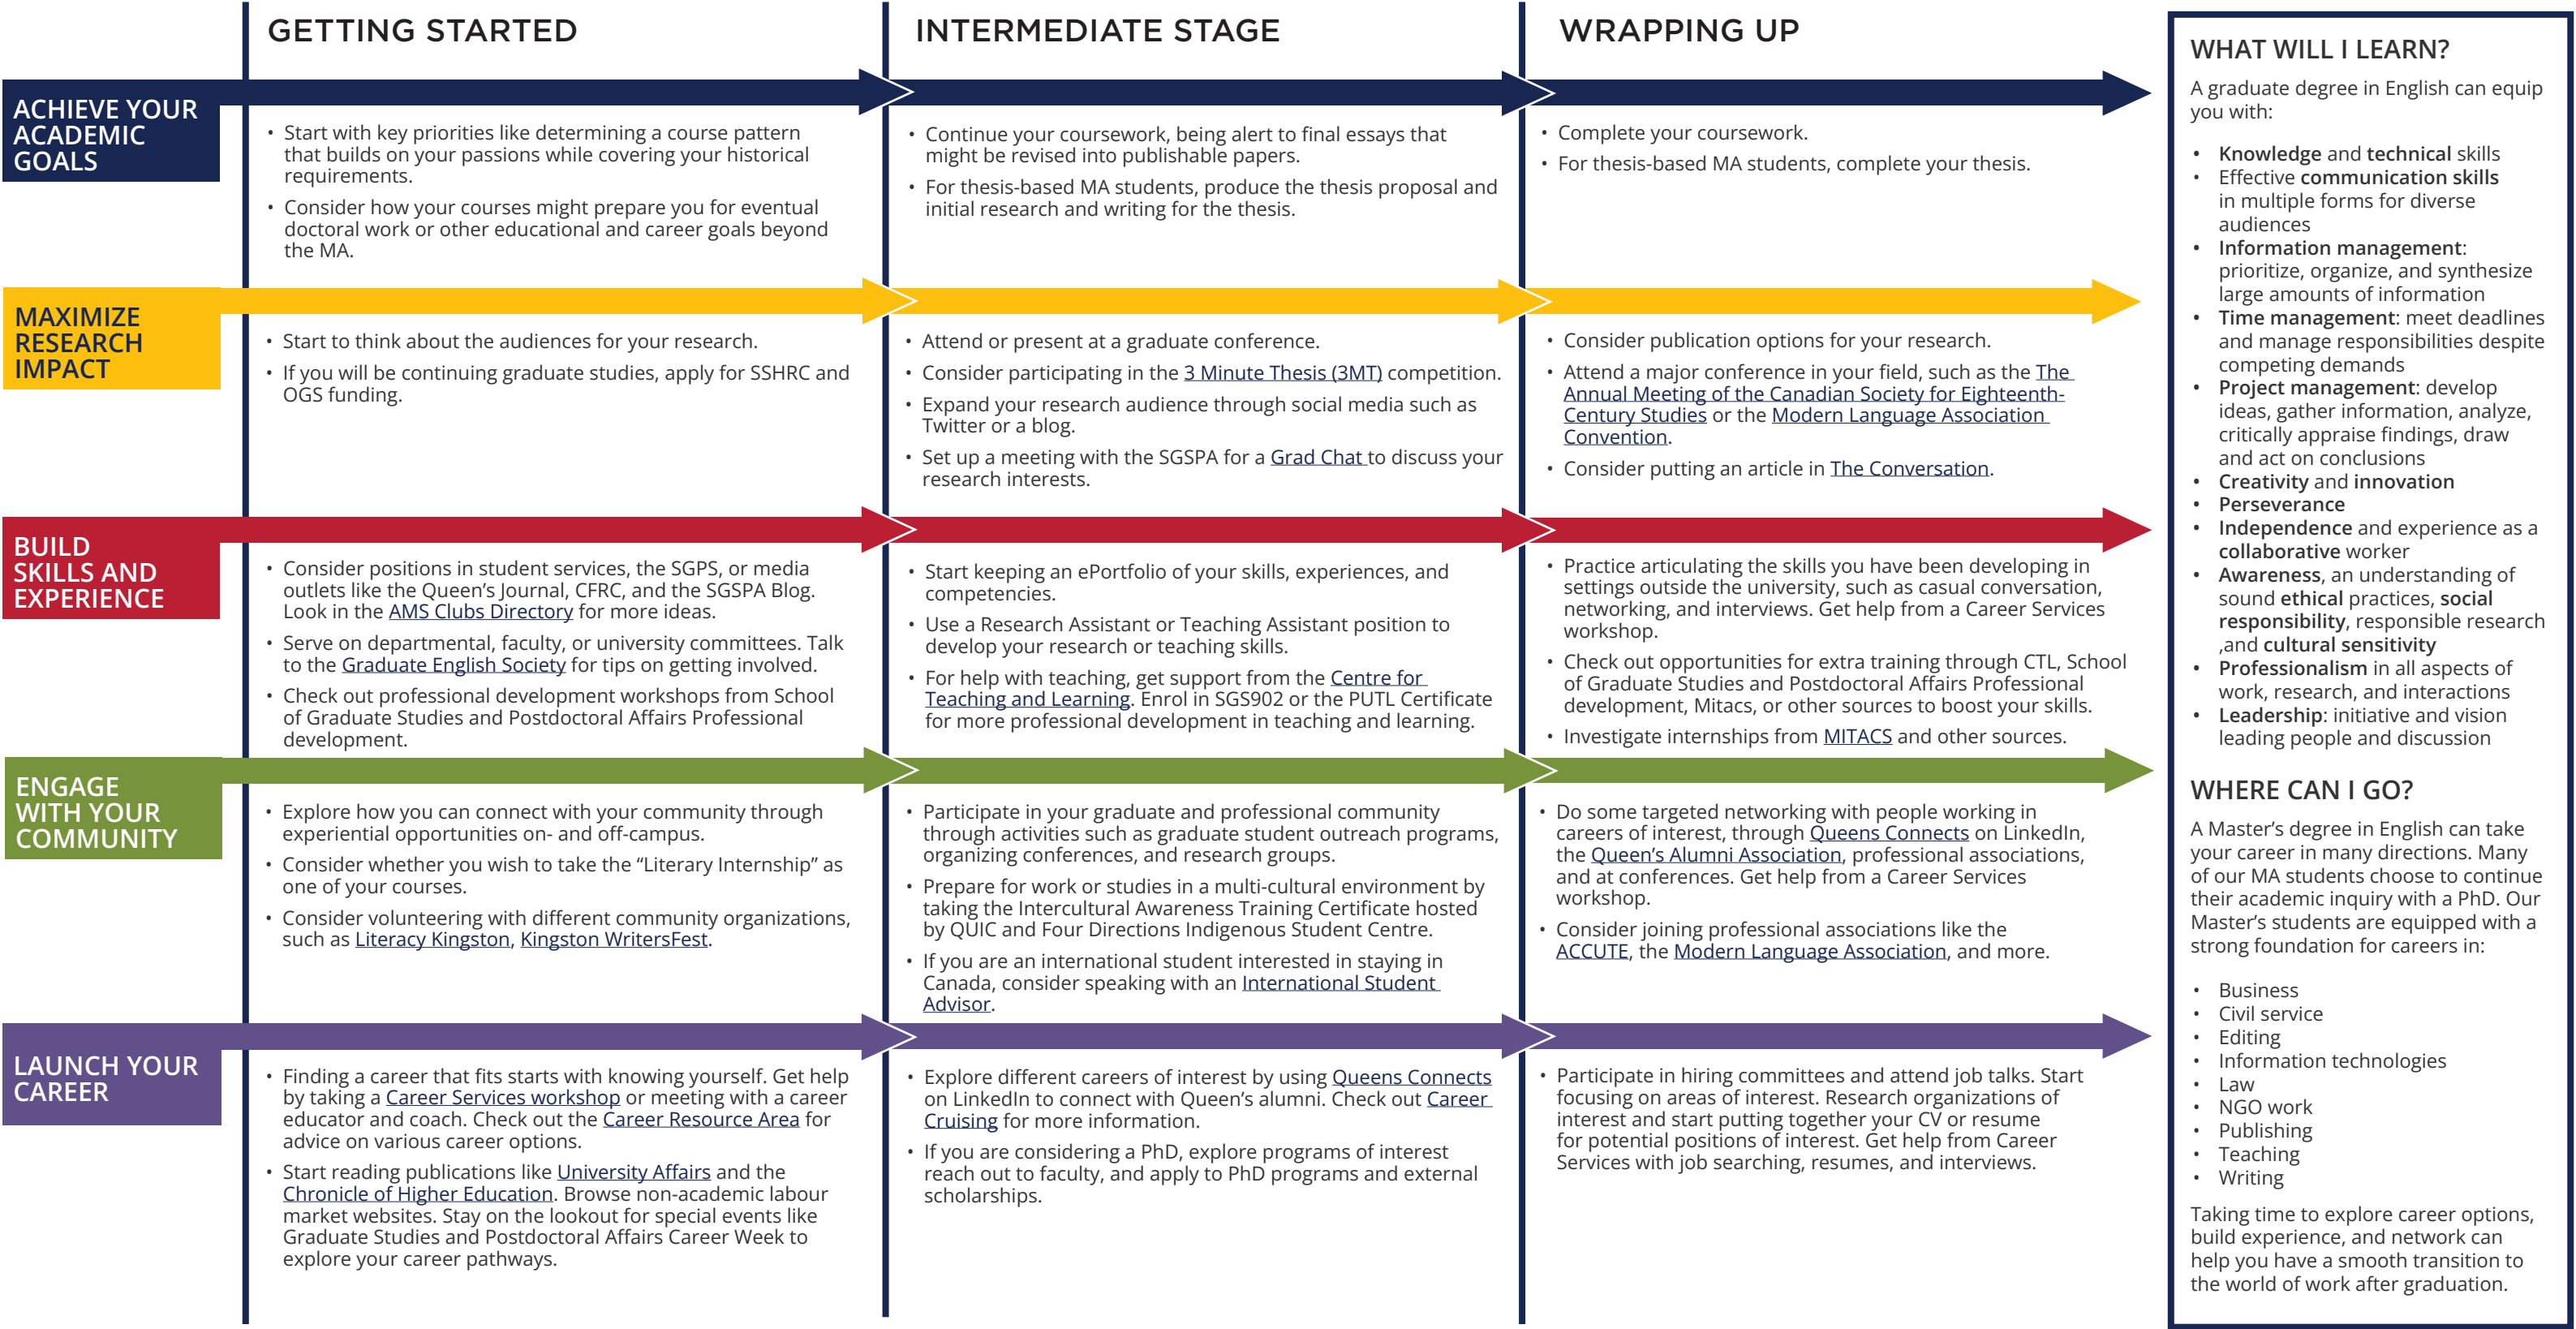 GETTING STARTED
INTERMEDIATE STAGE
WRAPPING UP
ACHIEVE YOUR
ACADEMIC
GOALS
• Start with key priorities like determining a course pattern
that builds on your passions while covering your historical
requirements.
• Consider how your courses might prepare you for eventual
doctoral work or other educational and career goals beyond
the MA.
• Continue your coursework, being alert to final essays that
might be revised into publishable papers.
• For thesis-based MA students, produce the thesis proposal and
initial research and writing for the thesis.
• Complete your coursework.
• For thesis-based MA students, complete your thesis.
MAXIMIZE
RESEARCH
IMPACT
• Start to think about the audiences for your research.
• If you will be continuing graduate studies, apply for SSHRC and
OGS funding.
• Attend or present at a graduate conference.
• Consider participating in the 3 Minute Thesis (3MT) competition.
• Expand your research audience through social media such as
Twitter or a blog.
• Set up a meeting with the SGSPA for a Grad Chat to discuss your
research interests.
• Consider publication options for your research.
• Attend a major conference in your field, such as the The
Annual Meeting of the Canadian Society for Eighteenth-
Century Studies or the Modern Language Association
Convention.
• Consider putting an article in The Conversation.
BUILD
SKILLS AND
EXPERIENCE
• Consider positions in student services, the SGPS, or media
outlets like the Queen's Journal, CFRC, and the SGSPA Blog.
Look in the AMS Clubs Directory for more ideas.
• Serve on departmental, faculty, or university committees. Talk
to the Graduate English Society for tips on getting involved.
• Check out professional development workshops from School
of Graduate Studies and Postdoctoral Affairs Professional
development.
• Start keeping an ePortfolio of your skills, experiences, and
competencies.
• Use a Research Assistant or Teaching Assistant position to
develop your research or teaching skills.
• For help with teaching, get support from the Centre for
Teaching and Learning. Enrol in SGS902 or the PUTL Certificate
for more professional development in teaching and learning.
• Practice articulating the skills you have been developing in
settings outside the university, such as casual conversation,
networking, and interviews. Get help from a Career Services
workshop.
• Check out opportunities for extra training through CTL, School
of Graduate Studies and Postdoctoral Affairs Professional
development, Mitacs, or other sources to boost your skills.
• Investigate internships from MITACS and other sources.
ENGAGE
WITH YOUR
COMMUNITY
• Explore how you can connect with your community through
experiential opportunities on- and off-campus.
• Consider whether you wish to take the “Literary Internship” as
one of your courses.
• Consider volunteering with different community organizations,
such as Literacy Kingston, Kingston WritersFest.
• Participate in your graduate and professional community
through activities such as graduate student outreach programs,
organizing conferences, and research groups.
• Prepare for work or studies in a multi-cultural environment by
taking the Intercultural Awareness Training Certificate hosted
by QUIC and Four Directions Indigenous Student Centre.
• If you are an international student interested in staying in
Canada, consider speaking with an International Student
Advisor.
• Do some targeted networking with people working in
careers of interest, through Queens Connects on LinkedIn,
the Queen's Alumni Association, professional associations,
and at conferences. Get help from a Career Services
workshop.
• Consider joining professional associations like the
ACCUTE, the Modern Language Association, and more.
LAUNCH YOUR
CAREER
• Finding a career that fits starts with knowing yourself. Get help
by taking a Career Services workshop or meeting with a career
educator and coach. Check out the Career Resource Area for
advice on various career options.
• Start reading publications like University Affairs and the
Chronicle of Higher Education. Browse non-academic labour
market websites. Stay on the lookout for special events like
Graduate Studies and Postdoctoral Affairs Career Week to
explore your career pathways.
• Explore different careers of interest by using Queens Connects
on LinkedIn to connect with Queen's alumni. Check out Career
Cruising for more information.
• If you are considering a PhD, explore programs of interest
reach out to faculty, and apply to PhD programs and external
scholarships.
• Participate in hiring committees and attend job talks. Start
focusing on areas of interest. Research organizations of
interest and start putting together your CV or resume
for potential positions of interest. Get help from Career
Services with job searching, resumes, and interviews.
WHAT WILL I LEARN?
A graduate degree in English can equip
you with:
• Knowledge and technical skills
• Effective communication skills
in multiple forms for diverse
audiences
• Information management:
prioritize, organize, and synthesize
large amounts of information
• Time management: meet deadlines
and manage responsibilities despite
competing demands
• Project management: develop
ideas, gather information, analyze,
critically appraise findings, draw
and act on conclusions
• Creativity and innovation
• Perseverance
• Independence and experience as a
collaborative worker
• Awareness, an understanding of
sound ethical practices, social
responsibility, responsible research
,and cultural sensitivity
• Professionalism in all aspects of
work, research, and interactions
• Leadership: initiative and vision
leading people and discussion
WHERE CAN I GO?
A Master's degree in English can take
your career in many directions. Many
of our MA students choose to continue
their academic inquiry with a PhD. Our
Master's students are equipped with a
strong foundation for careers in:
• Business
• Civil service
• Editing
• Information technologies
• Law
• NGO work
• Publishing
• Teaching
• Writing
Taking time to explore career options,
build experience, and network can
help you have a smooth transition to
the world of work after graduation.